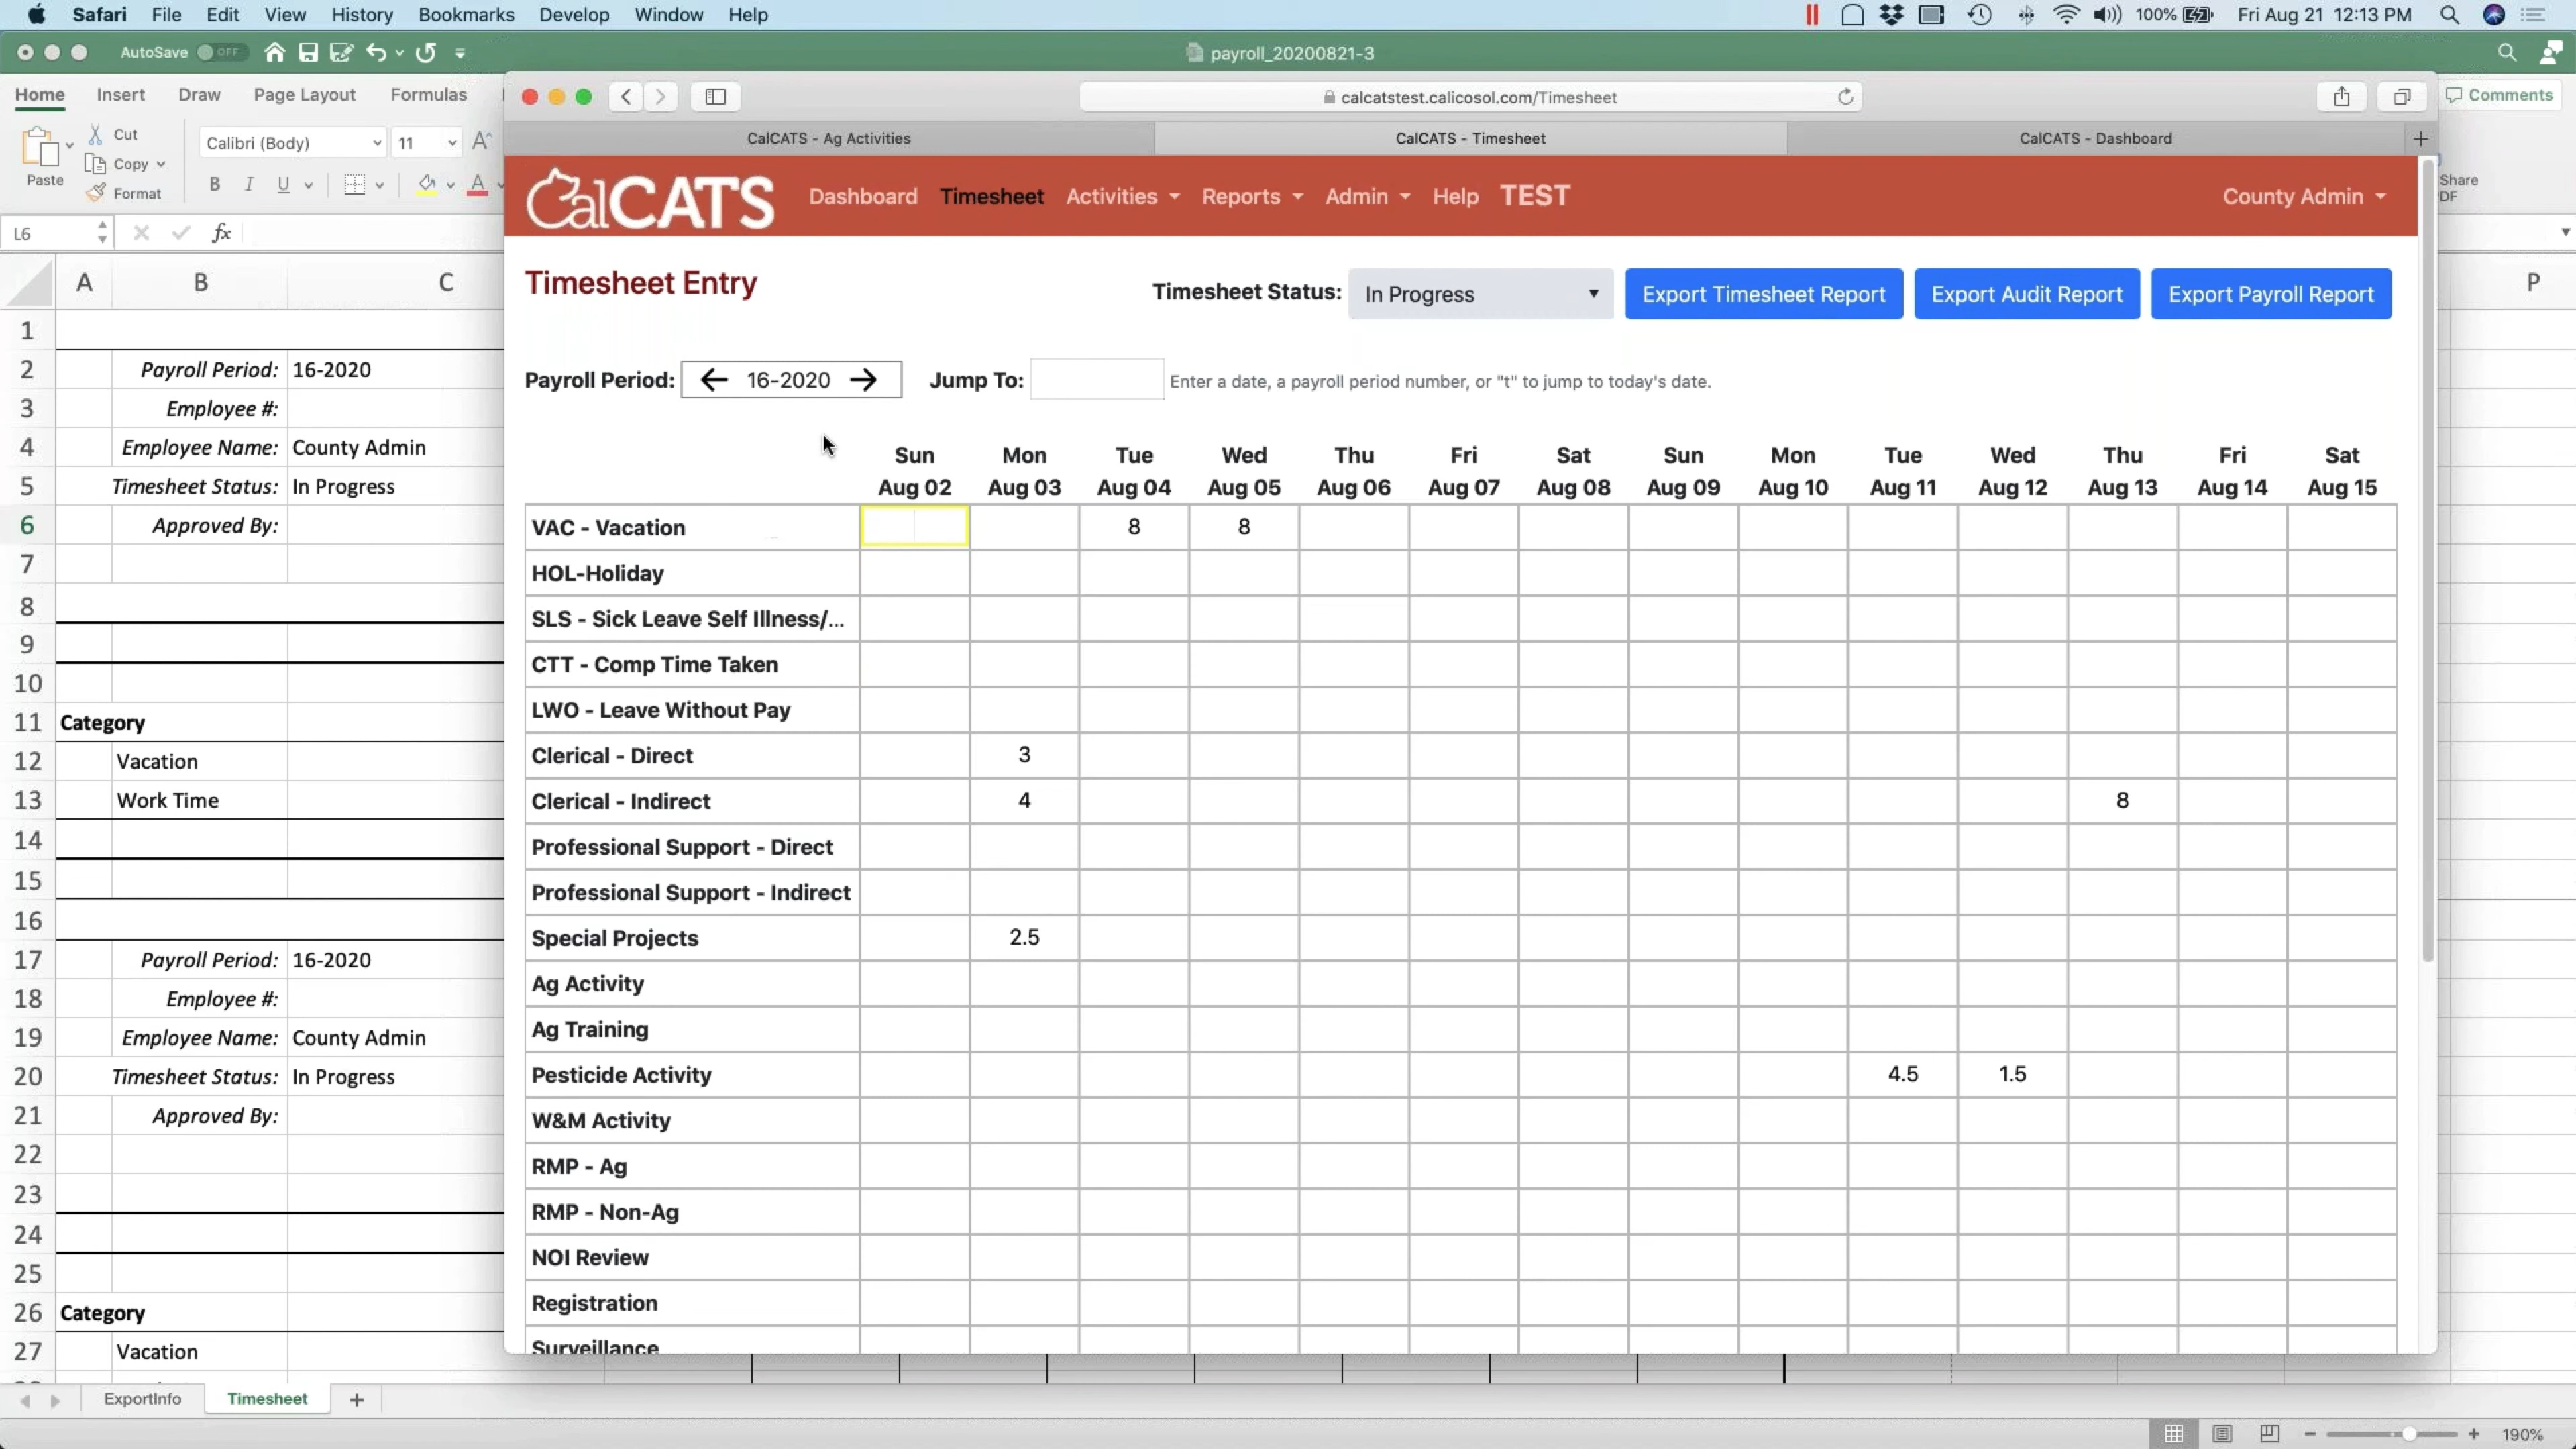 Safari File Edit View History Bookmarks Develop Window Help 100% Fri Aug 21 12:13 PM
AutoSave OFF payroll_20200821-3
Home Insert Draw Page Layout Formulas
calcatstest.calicosol.com/Timesheet
Comments
Paste Cut Copy Format
Calibri (Body) 11 A^
B I U A
CalCATS - Ag Activities CalCATS - Timesheet CalCATS - Dashboard
Share
CalCATS Dashboard Timesheet Activities Reports Admin Help TEST County Admin
L6 fx
A B C P
Timesheet Entry
Timesheet Status: In Progress Export Timesheet Report Export Audit Report Export Payroll Report
Payroll Period: 16-2020 Jump To: Enter a date, a payroll period number, or "t" to jump to today's date.
Sun Mon Tue Wed Thu Fri Sat Sun Mon Tue Wed Thu Fri Sat
Aug 02 Aug 03 Aug 04 Aug 05 Aug 06 Aug 07 Aug 08 Aug 09 Aug 10 Aug 11 Aug 12 Aug 13 Aug 14 Aug 15
VAC - Vacation 8 8
HOL-Holiday
SLS - Sick Leave Self Illness/...
CTT - Comp Time Taken
LWO - Leave Without Pay
Clerical - Direct 3
Clerical - Indirect 4 8
Professional Support - Direct
Professional Support - Indirect
Special Projects 2.5
Ag Activity
Ag Training
Pesticide Activity 4.5 1.5
W&M Activity
RMP - Ag
RMP - Non-Ag
NOI Review
Registration
Surveillance
1
2 Payroll Period: 16-2020
3 Employee #:
4 Employee Name: County Admin
5 Timesheet Status: In Progress
6 Approved By:
7
8
9
10
11 Category
12 Vacation
13 Work Time
14
15
16
17 Payroll Period: 16-2020
18 Employee #:
19 Employee Name: County Admin
20 Timesheet Status: In Progress
21 Approved By:
22
23
24
25
26 Category
27 Vacation
ExportInfo Timesheet +
190%